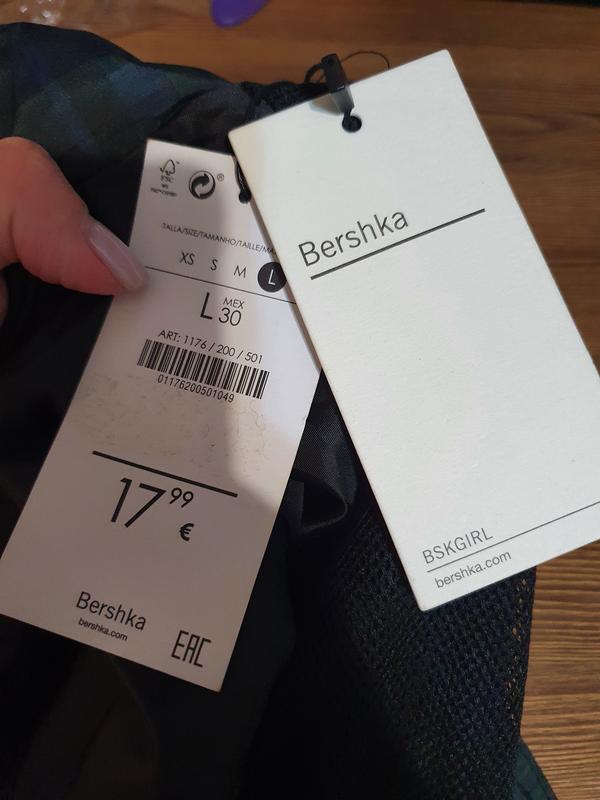 TALLA/SIZE/TAMANHO/TAILLE/MA
XS S M L
L MEX 30
ART: 1176 / 200 / 501
01176200501049
17 99 €
Bershka
bershka.com
EAC
Bershka
BSKGIRL
bershka.com